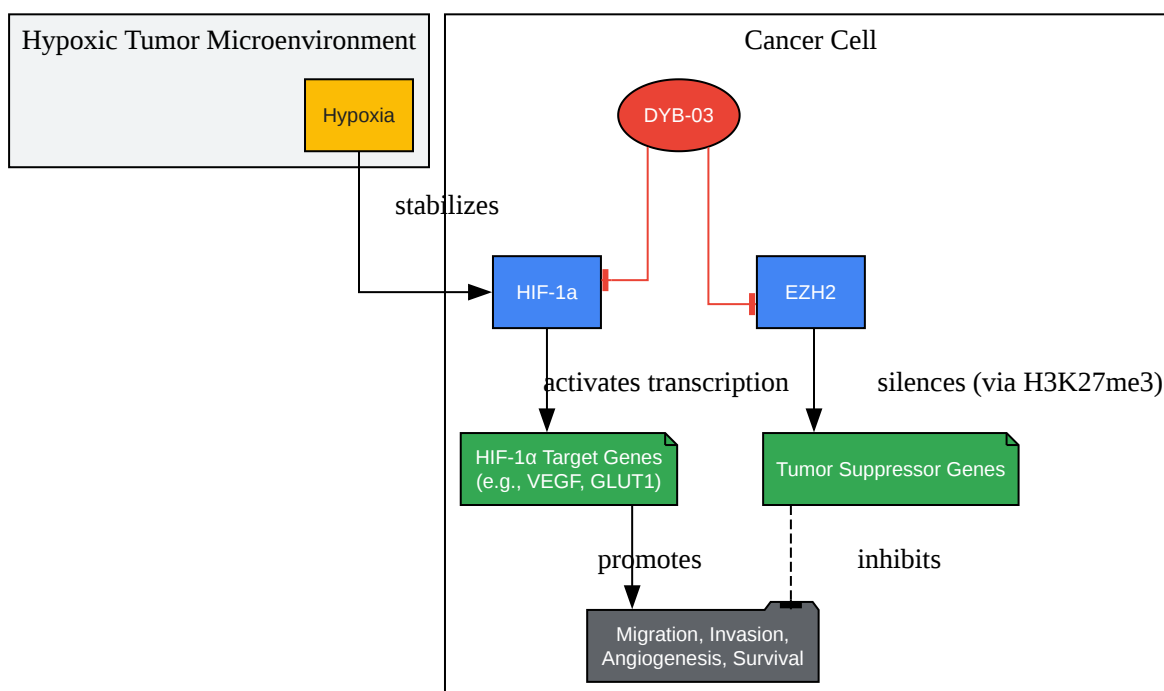 Hypoxic Tumor Microenvironment
Cancer Cell
Hypoxia
DYB-03
stabilizes
HIF-1a
EZH2
activates transcription
silences (via H3K27me3)
HIF-1α Target Genes
(e.g., VEGF, GLUT1)
Tumor Suppressor Genes
promotes
inhibits
Migration, Invasion,
Angiogenesis, Survival